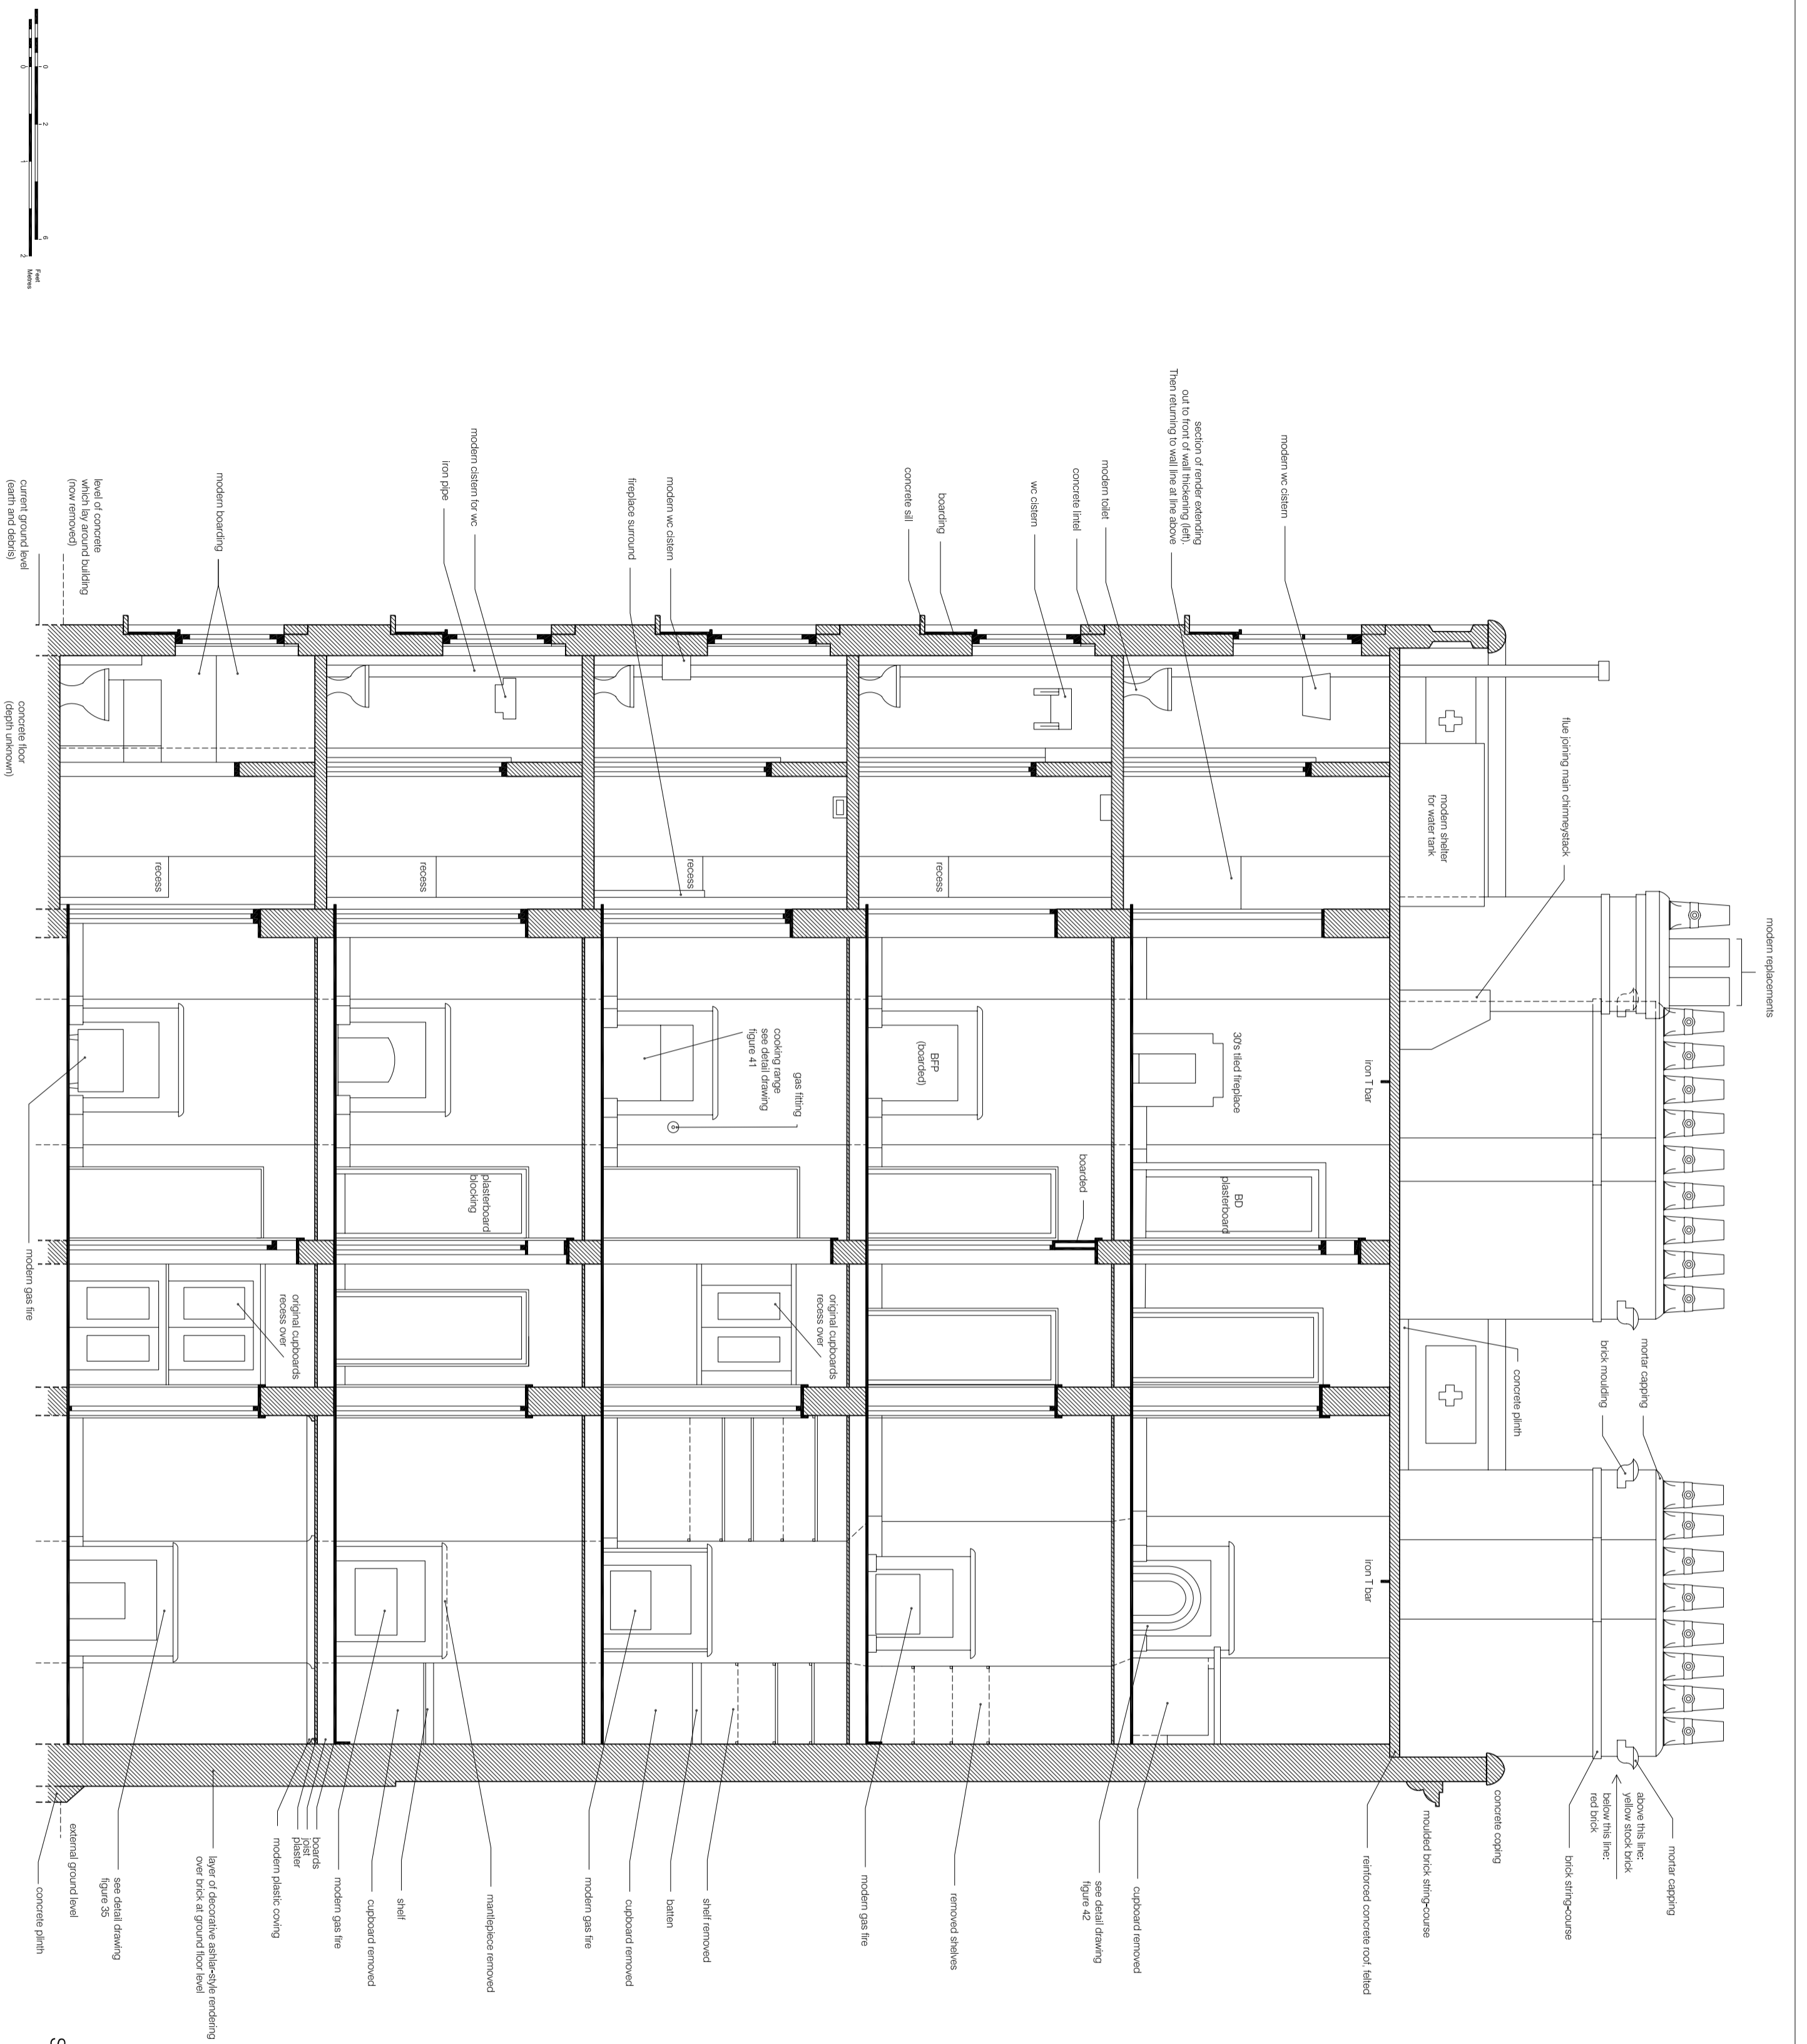 modern replacements
flue joining main chimneystack
modern shelter
for water tank
concrete plinth
mortar capping
brick moulding
mortar capping
above this line:
yellow stock brick
below this line:
red brick
brick string-course
concrete coping
moulded brick string-course
reinforced concrete roof, felted
modern wc cistern
section of render extending
out to front of wall thickening (left).
Then returning to wall line at line above
modern toilet
iron T bar
30's tiled fireplace
BD
plasterboard
iron T bar
cupboard removed
see detail drawing
figure 42
concrete lintel
wc cistern
boarding
concrete sill
recess
BFP
(boarded)
boarded
removed shelves
modern gas fire
modern wc cistern
fireplace surround
recess
gas fitting
cooking range
see detail drawing
figure 41
original cupboards
recess over
shelf removed
batten
cupboard removed
modern gas fire
modern cistern for wc
iron pipe
recess
plasterboard
blocking
mantlepiece removed
shelf
cupboard removed
modern gas fire
boards
joist
plaster
modern plastic coving
modern boarding
recess
original cupboards
recess over
layer of decorative ashlar-style rendering
over brick at ground floor level
see detail drawing
figure 35
modern gas fire
level of concrete
which lay around building
(now removed)
current ground level
(earth and debris)
concrete floor
(depth unknown)
external ground level
concrete plinth
0 2 6 Feet
0 1 2 Metres
S